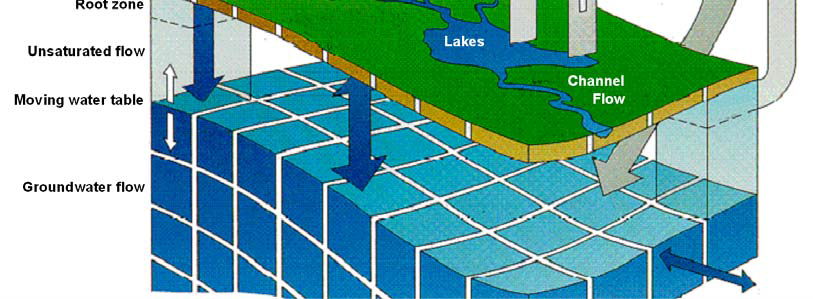 Root zone
Unsaturated flow
Lakes
Channel
Flow
Moving water table
Groundwater flow